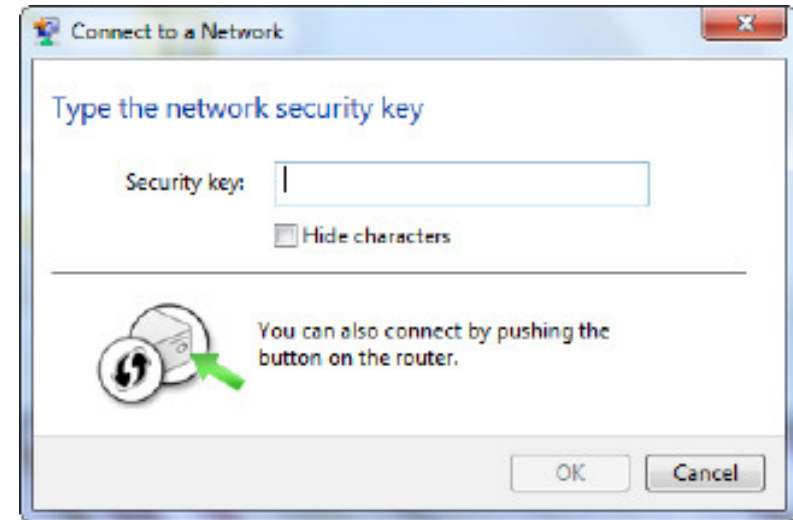 Connect to a Network
Type the network security key
Security key:
Hide characters
You can also connect by pushing the
button on the router.
OK
Cancel